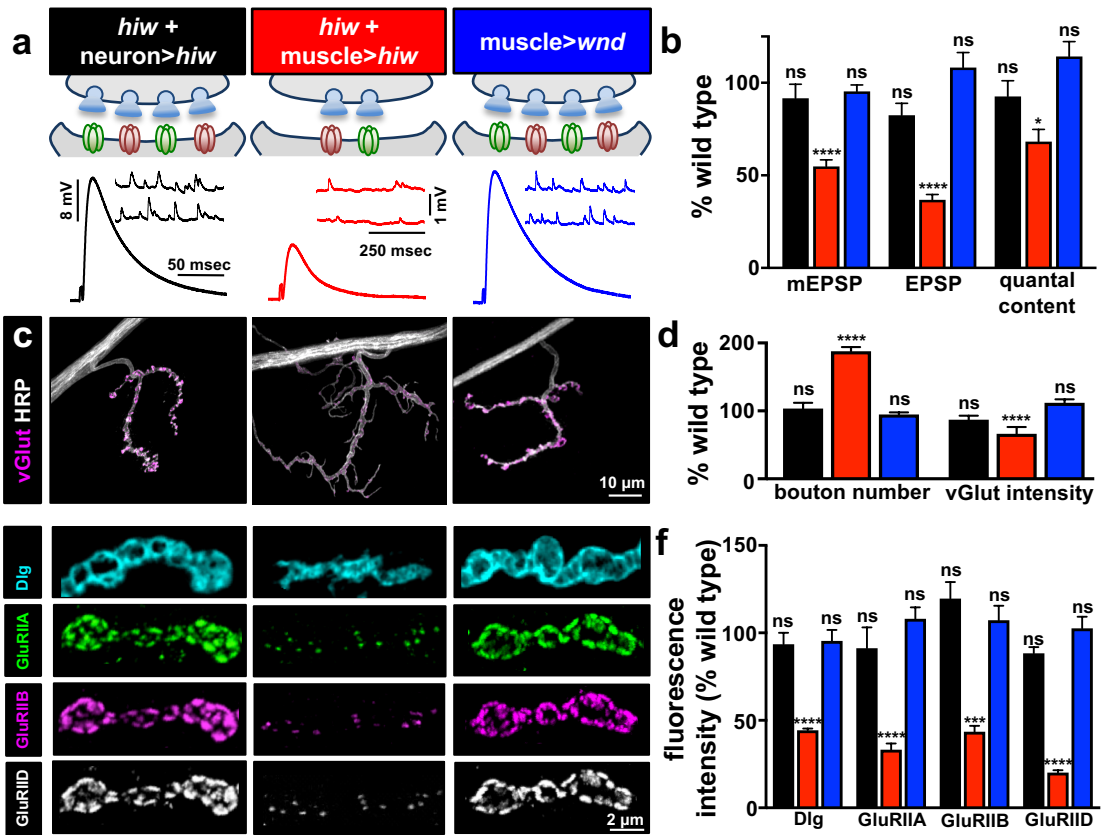 a
hiw +
neuron>hiw
hiw +
muscle>hiw
muscle>wnd
8 mV
50 msec
1 mV
250 msec
b
% wild type
100
50
0
ns
****
ns
ns
****
ns
ns
*
ns
mEPSP
EPSP
quantal
content
c
vGlut HRP
10 µm
d
% wild type
200
100
0
ns
****
ns
ns
****
ns
bouton number
vGlut intensity
Dlg
GluRIIA
GluRIIB
GluRIID
2 µm
f
fluorescence
intensity (% wild type)
150
100
50
0
ns
****
ns
ns
****
ns
ns
***
ns
ns
****
ns
Dlg
GluRIIA
GluRIIB
GluRIID